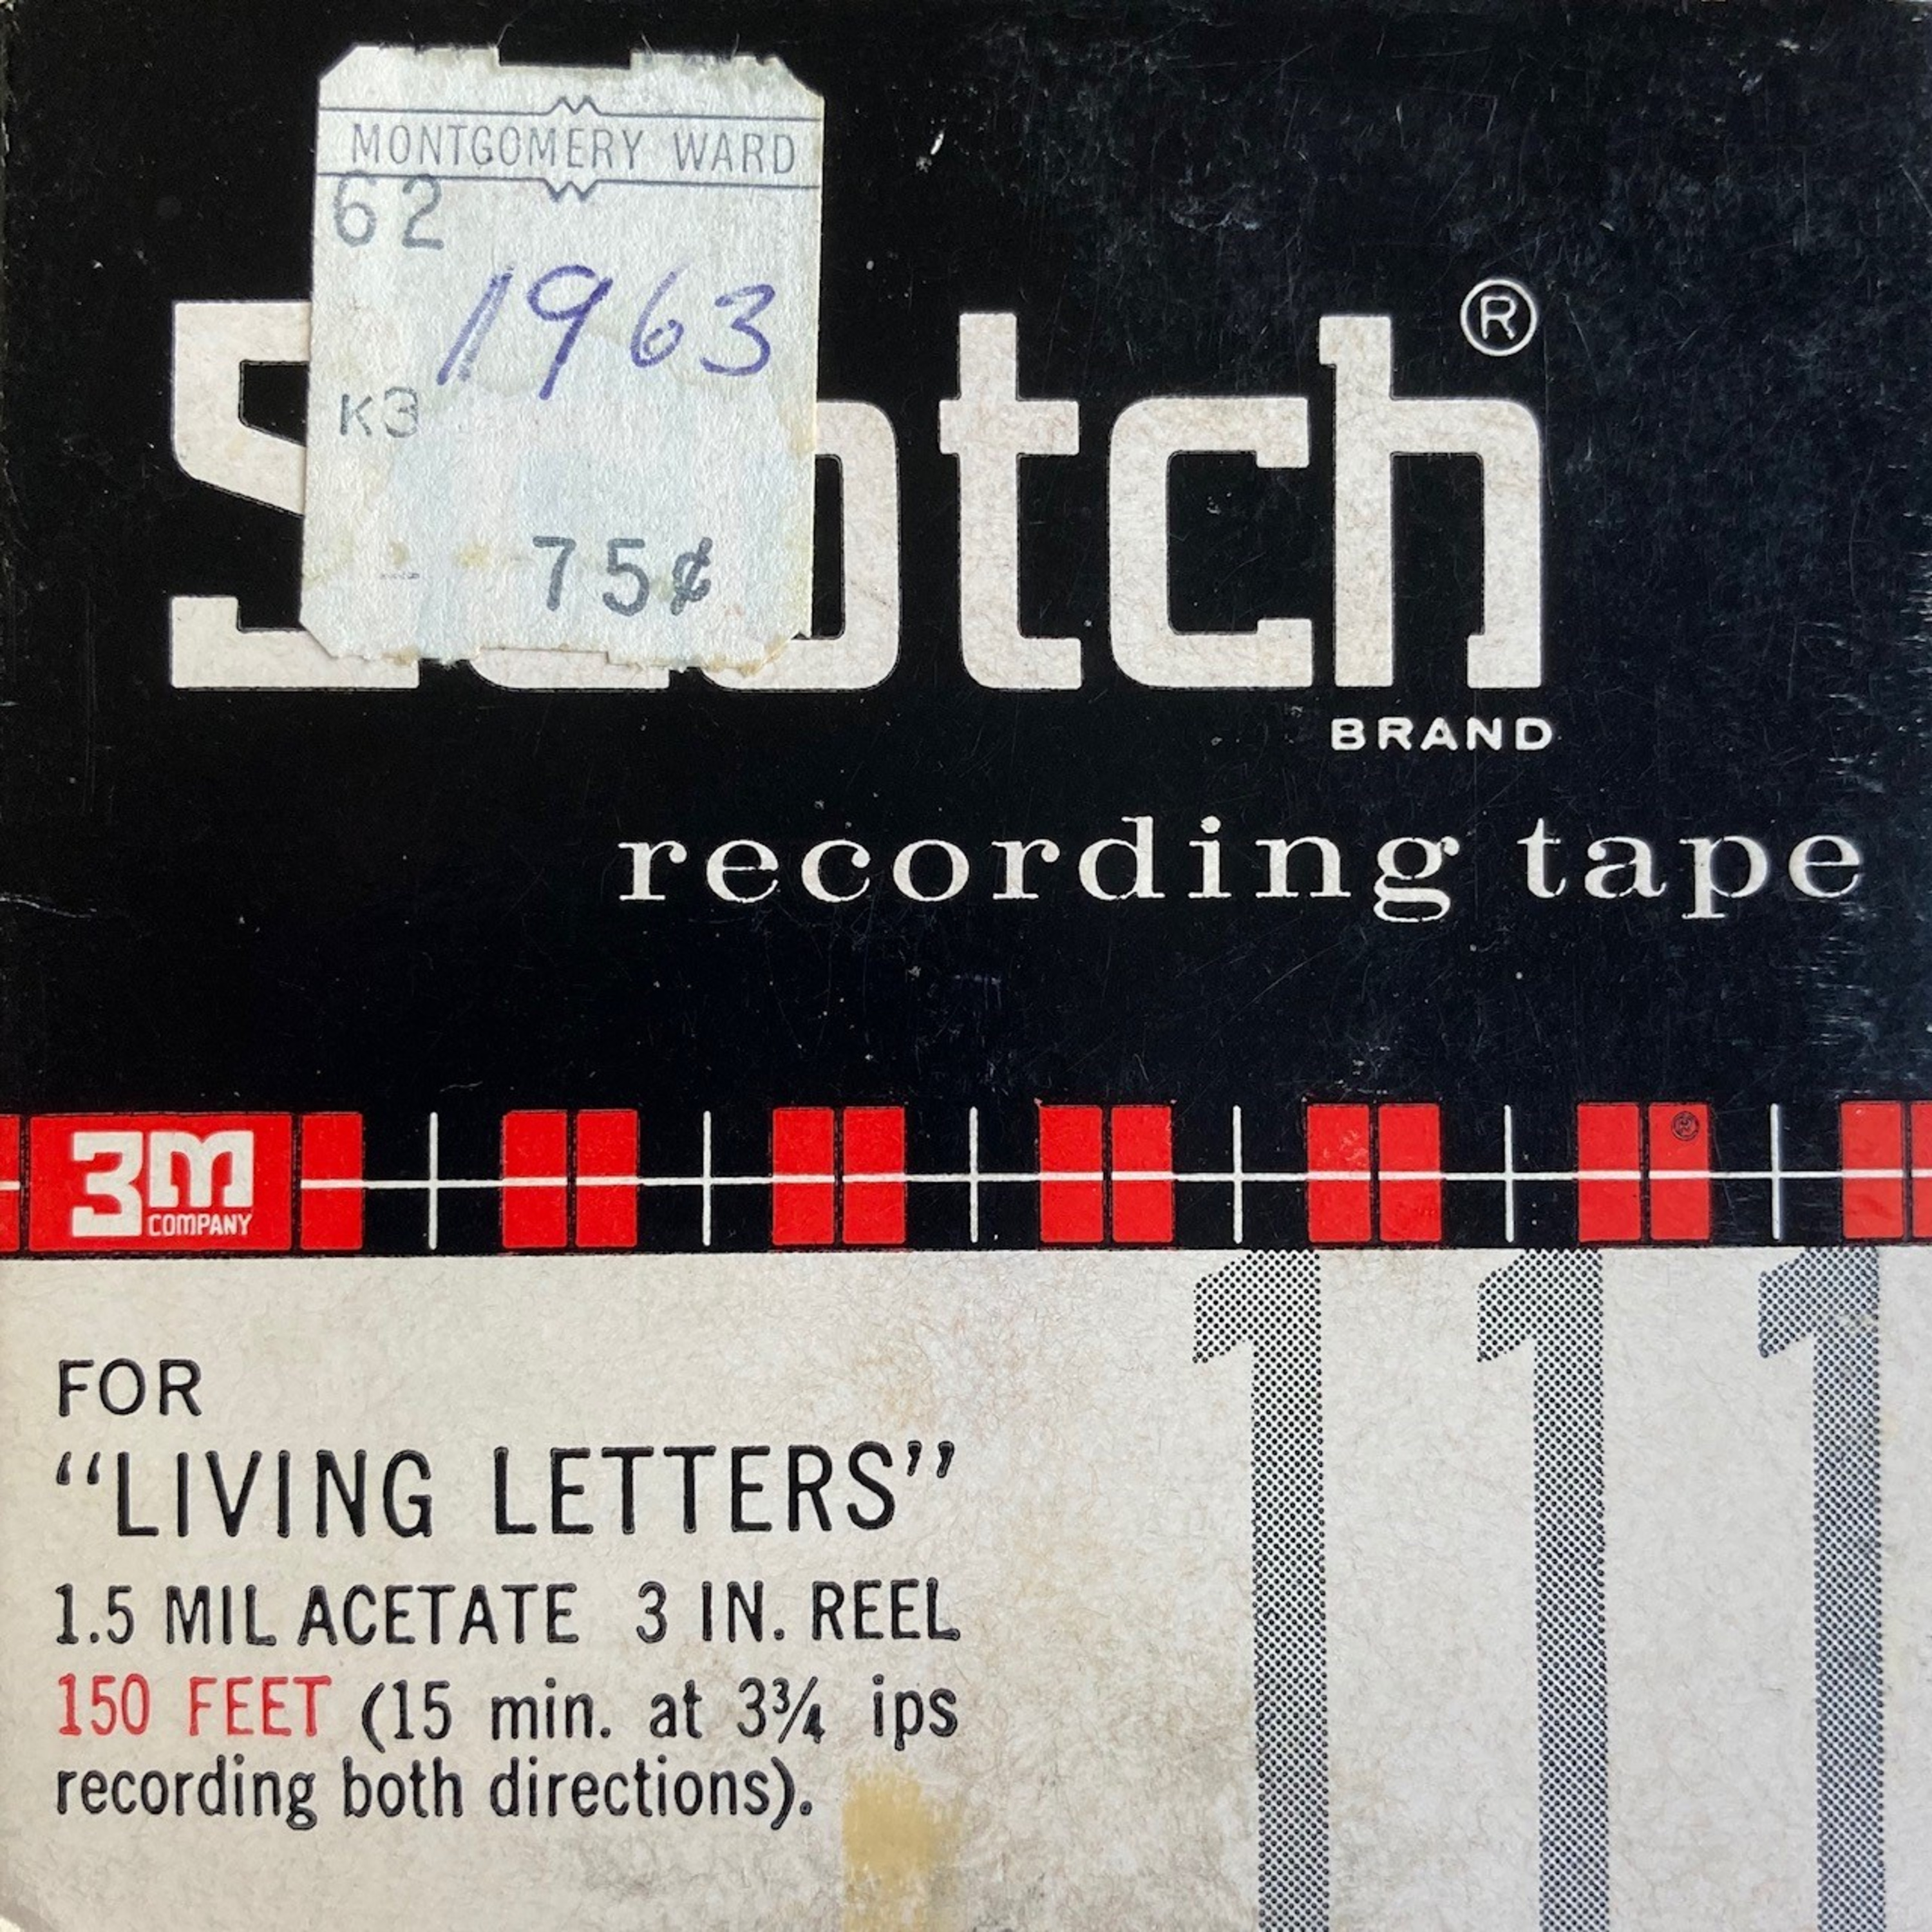 MONTGOMERY WARD
62
1963
K3
75¢
Scotch®
BRAND
recording tape
3M
COMPANY
111
FOR
“LIVING LETTERS”
1.5 MIL ACETATE 3 IN. REEL
150 FEET (15 min. at 3¾ ips
recording both directions).